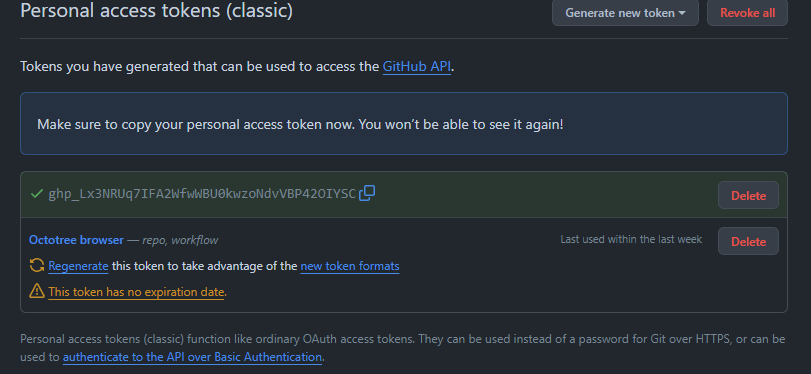 Personal access tokens (classic)
Generate new token
Revoke all
Tokens you have generated that can be used to access the GitHub API.
Make sure to copy your personal access token now. You won’t be able to see it again!
Delete
Octotree browser — repo, workflow
Last used within the last week
Delete
Regenerate this token to take advantage of the new token formats
This token has no expiration date.
Personal access tokens (classic) function like ordinary OAuth access tokens. They can be used instead of a password for Git over HTTPS, or can be
used to authenticate to the API over Basic Authentication.